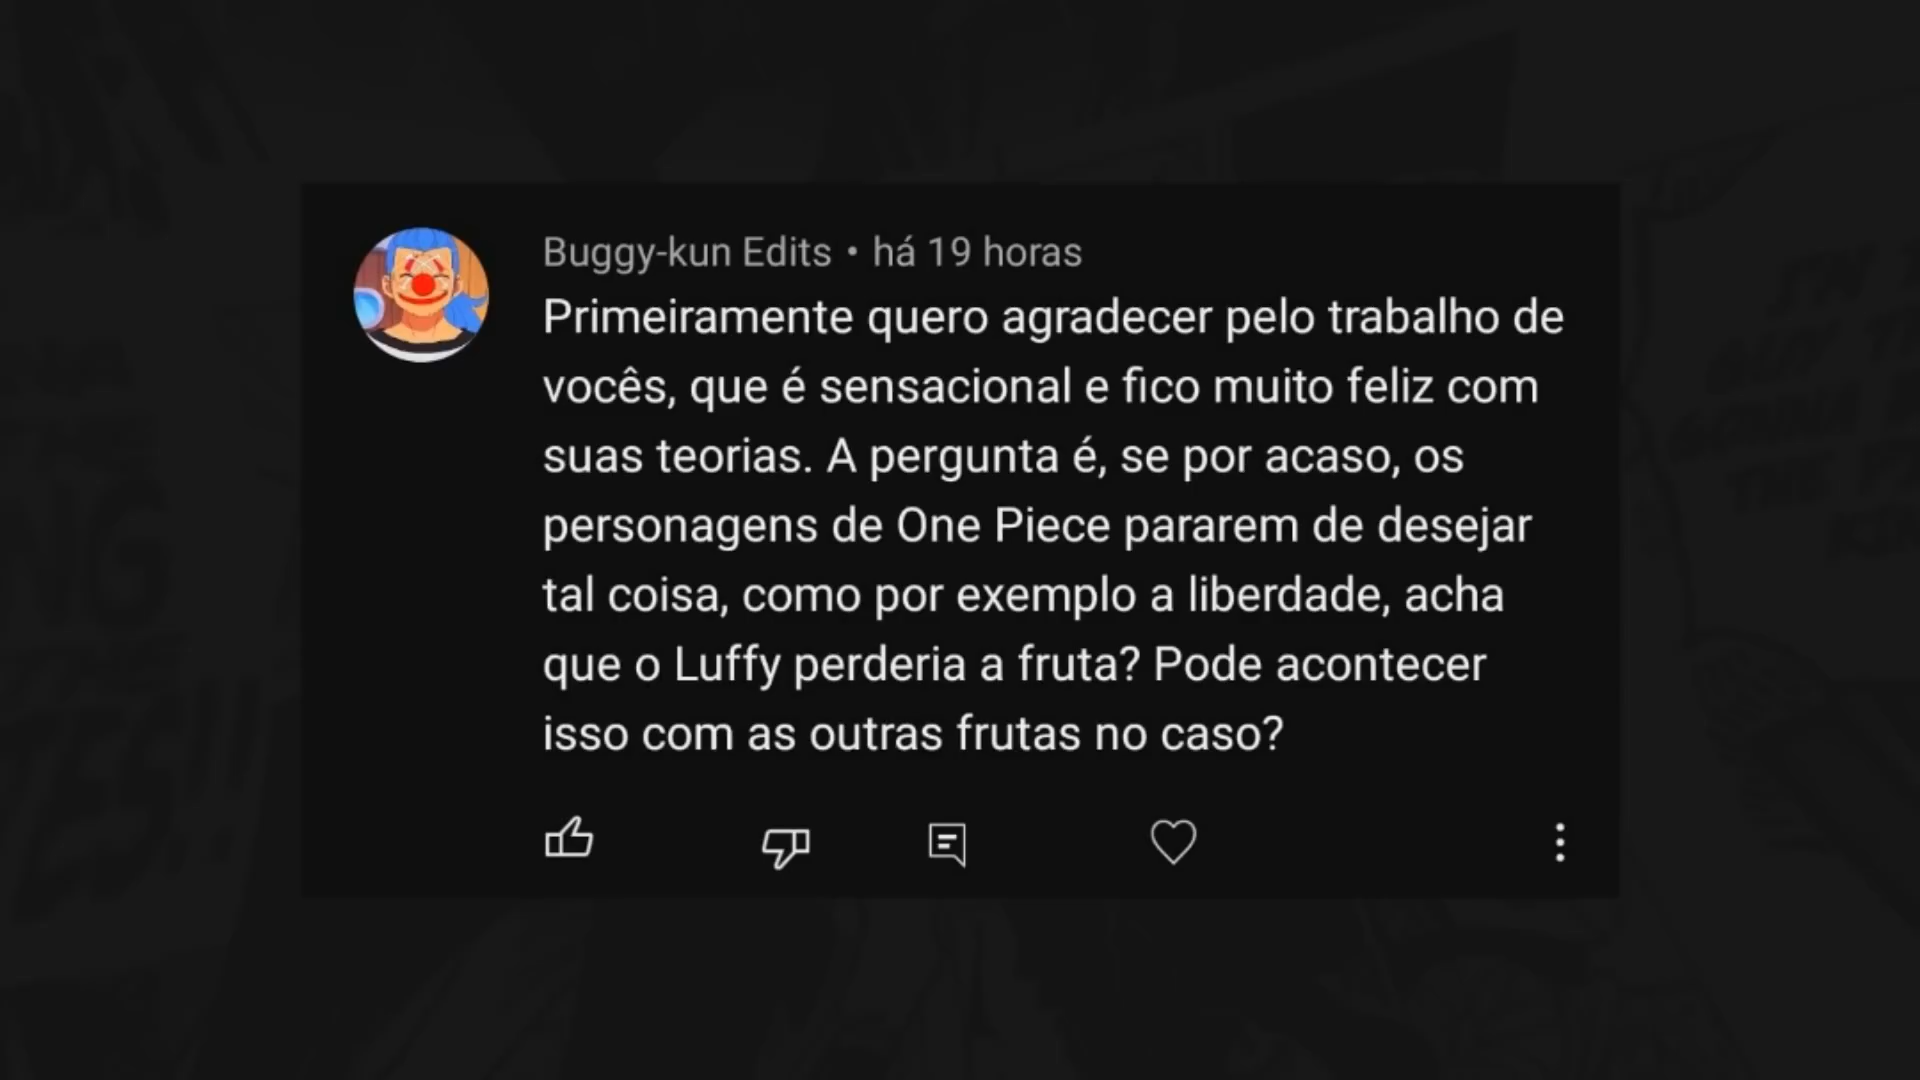 Buggy-kun Edits • há 19 horas
Primeiramente quero agradecer pelo trabalho de
vocês, que é sensacional e fico muito feliz com
suas teorias. A pergunta é, se por acaso, os
personagens de One Piece pararem de desejar
tal coisa, como por exemplo a liberdade, acha
que o Luffy perderia a fruta? Pode acontecer
isso com as outras frutas no caso?